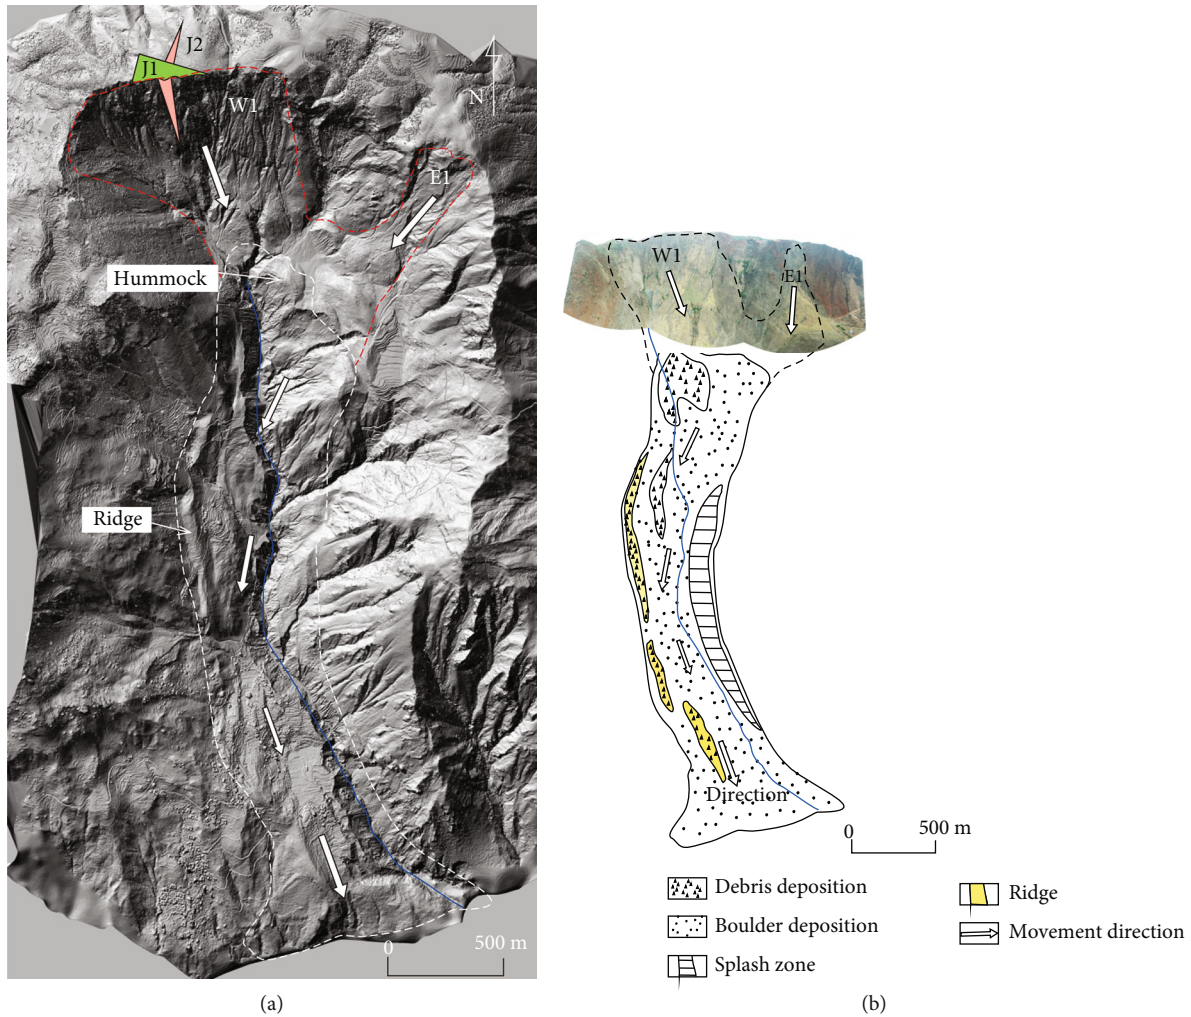 J2
J1
W1
N
E1
Hummock
Ridge
0
500 m
(a)
W1
E1
Direction
0
500 m
Debris deposition
Boulder deposition
Splash zone
Ridge
Movement direction
(b)